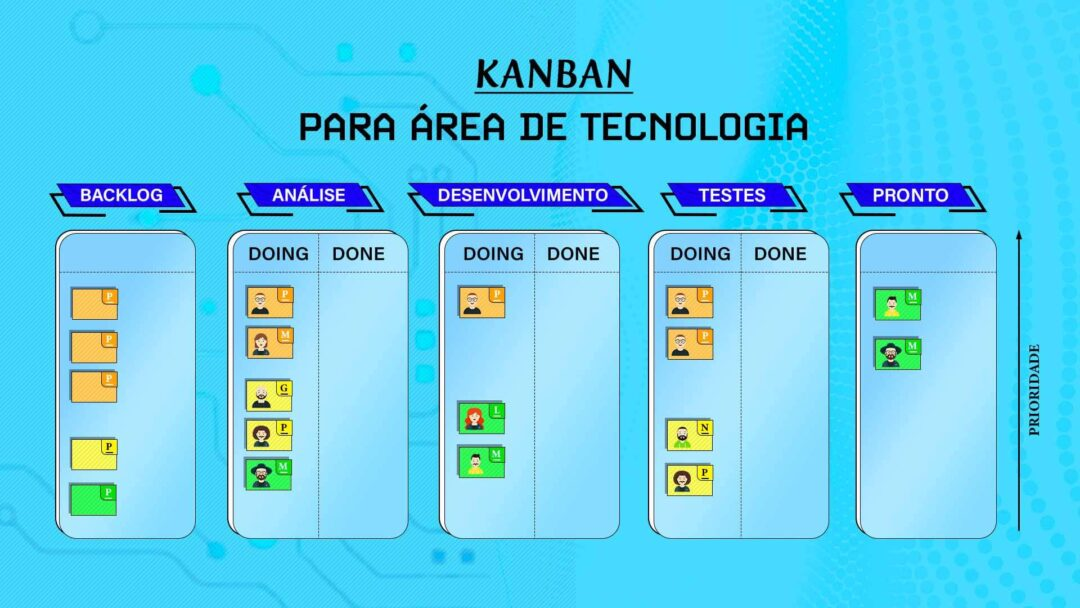 KANBAN
PARA ÁREA DE TECNOLOGIA
BACKLOG
ANÁLISE
DESENVOLVIMENTO
TESTES
PRONTO
DOING DONE
DOING DONE
DOING DONE
P
P
P
P
P
P
M
G
P
M
P
L
M
P
P
N
P
M
M
PRIORIDADE